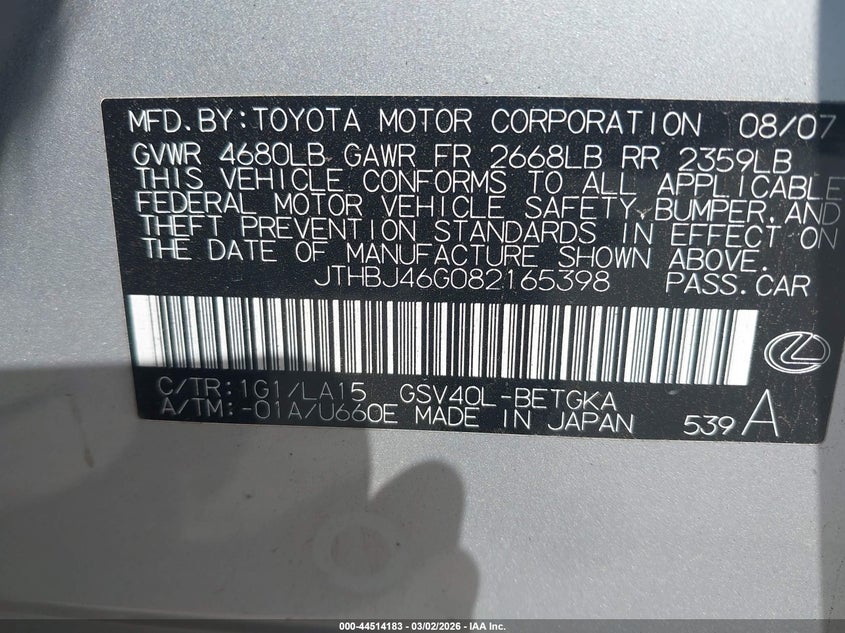 MFD.BY:TOYOTA MOTOR CORPORATION 08/07
GVWR 4680LB GAWR FR 2668LB RR 2359LB
THIS VEHICLE CONFORMS TO ALL APPLICABLE
FEDERAL MOTOR VEHICLE SAFETY,BUMPER,AND
THEFT PREVENTION STANDARDS IN EFFECT ON
THE DATE OF MANUFACTURE SHOWN ABOVE.
JTHBJ46G082165398 PASS.CAR
C/TR:1G1/LA15 GSV40L-BETGKA
A/TM:-01A/U660E MADE IN JAPAN 539 A
000-44514183 - 03/02/2026 - IAA Inc.